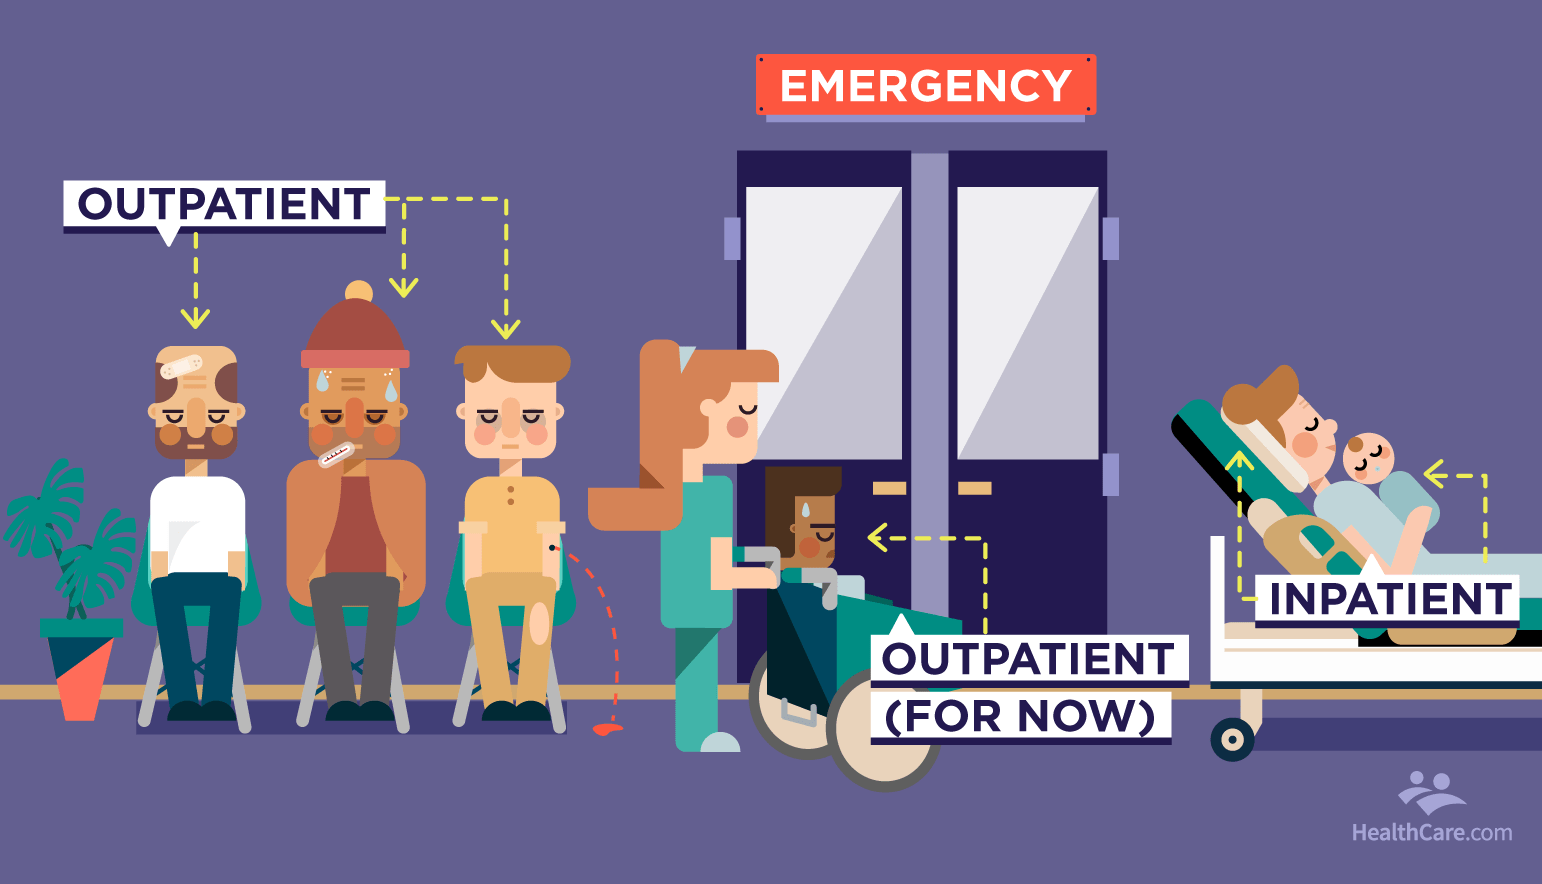 EMERGENCY
OUTPATIENT
INPATIENT
OUTPATIENT
(FOR NOW)
HealthCare.com